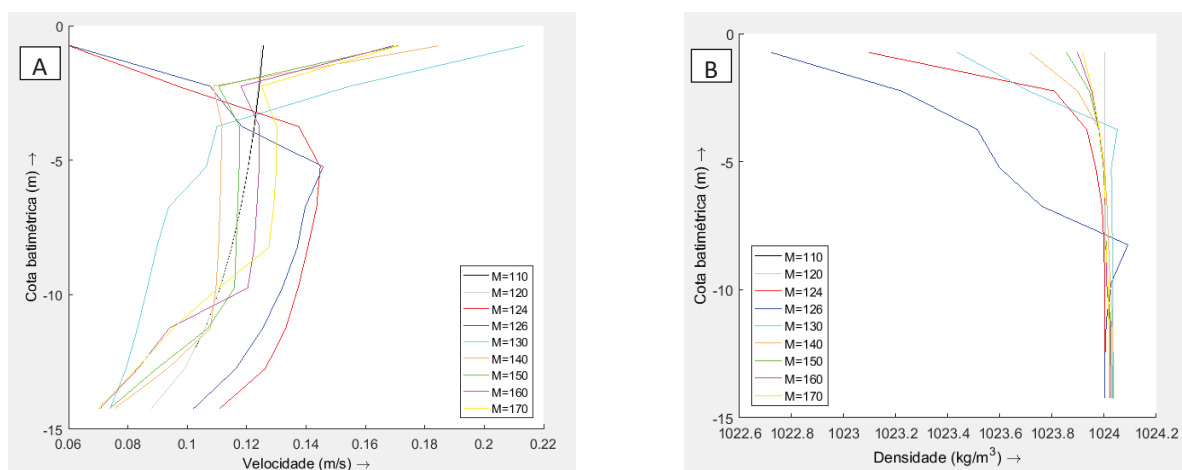 A
Cota batimétrica (m) →
0
-5
-10
-15
0.06 0.08 0.1 0.12 0.14 0.16 0.18 0.2 0.22
Velocidade (m/s) →
M=110
M=120
M=124
M=126
M=130
M=140
M=150
M=160
M=170
B
Cota batimétrica (m) →
0
-5
-10
-15
1022.6 1022.8 1023 1023.2 1023.4 1023.6 1023.8 1024 1024.2
Densidade (kg/m³) →
M=110
M=120
M=124
M=126
M=130
M=140
M=150
M=160
M=170